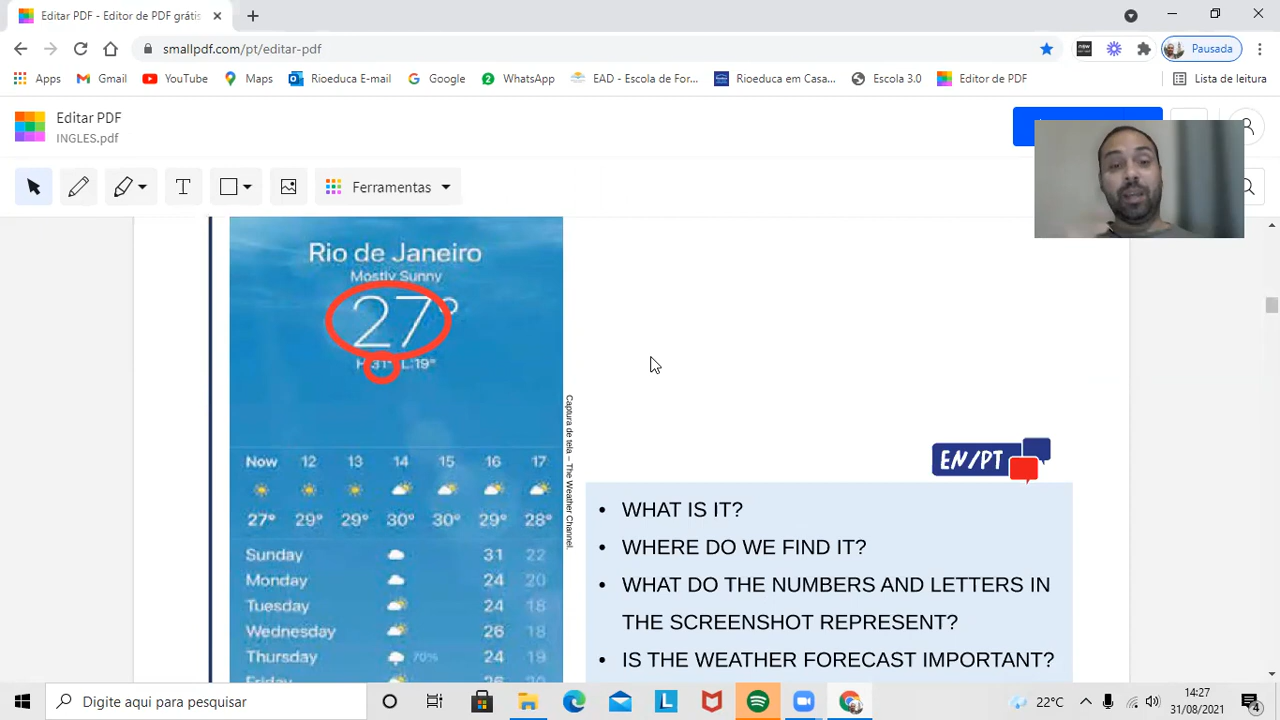 Editar PDF - Editor de PDF grátis
smallpdf.com/pt/editar-pdf
Pausada
Apps
Gmail
YouTube
Maps
Rioeduca E-mail
Google
2 WhatsApp
EAD - Escola de For...
Rioeduca em Casa...
Escola 3.0
Editor de PDF
Lista de leitura
Editar PDF
INGLES.pdf
T
Ferramentas
Rio de Janeiro
Mostly Sunny
27°
H:31° L:19°
Now 12 13 14 15 16 17
27° 29° 29° 30° 30° 29° 28°
Sunday 31 22
Monday 24 20
Tuesday 24 18
Wednesday 26 18
Thursday 70% 24 19
Friday
Captura de tela – The Weather Channel.
EN/PT
• WHAT IS IT?
• WHERE DO WE FIND IT?
• WHAT DO THE NUMBERS AND LETTERS IN
THE SCREENSHOT REPRESENT?
• IS THE WEATHER FORECAST IMPORTANT?
Digite aqui para pesquisar
L
22°C
14:27
31/08/2021
4